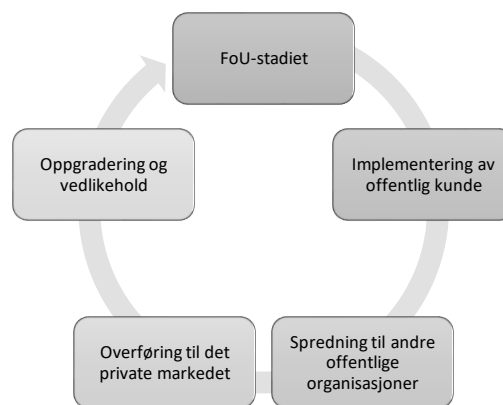 FoU-stadiet
Implementering av
offentlig kunde
Spredning til andre
offentlige
organisasjoner
Overføring til det
private markedet
Oppgradering og
vedlikehold